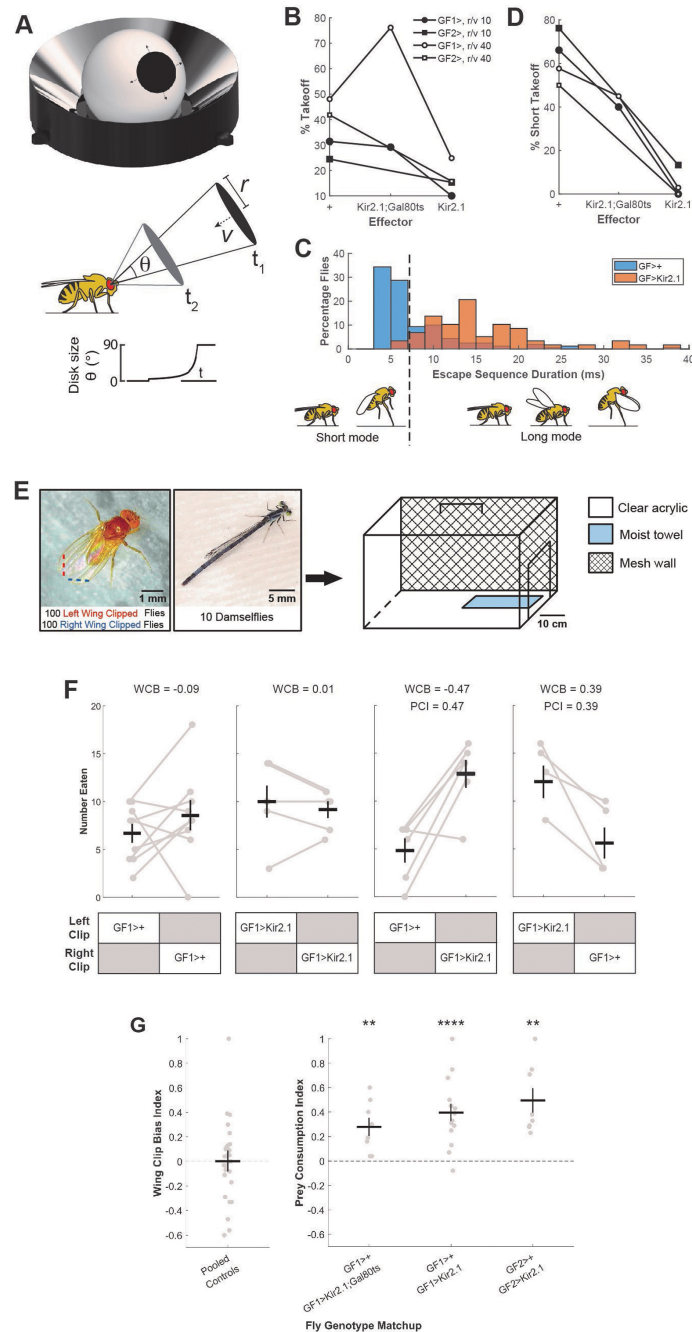 A
r
v
θ
t1
t2
Disk size
θ (°)
90
0
t
B
% Takeoff
80
70
60
50
40
30
20
10
+
Kir2.1;Gal80ts
Kir2.1
Effector
GF1>, r/v 10
GF2>, r/v 10
GF1>, r/v 40
GF2>, r/v 40
D
% Short Takeoff
80
70
60
50
40
30
20
10
0
+
Kir2.1;Gal80ts
Kir2.1
Effector
C
Percentage Flies
40
30
20
10
0
0
5
10
15
20
25
30
35
40
Escape Sequence Duration (ms)
GF>+
GF>Kir2.1
Short mode
Long mode
E
1 mm
100 Left Wing Clipped Flies
100 Right Wing Clipped Flies
5 mm
10 Damselflies
10 cm
Clear acrylic
Moist towel
Mesh wall
F
WCB = -0.09
WCB = 0.01
WCB = -0.47
PCI = 0.47
WCB = 0.39
PCI = 0.39
Number Eaten
20
15
10
5
0
Left Clip
GF1>+
GF1>Kir2.1
GF1>+
GF1>Kir2.1
Right Clip
GF1>+
GF1>Kir2.1
GF1>Kir2.1
GF1>+
G
Wing Clip Bias Index
1
0.8
0.6
0.4
0.2
0
-0.2
-0.4
-0.6
Pooled
Controls
Prey Consumption Index
1
0.8
0.6
0.4
0.2
0
-0.2
-0.4
-0.6
**
****
**
GF1>+
GF1>Kir2.1;Gal80ts
GF1>+
GF1>Kir2.1
GF2>+
GF2>Kir2.1
Fly Genotype Matchup